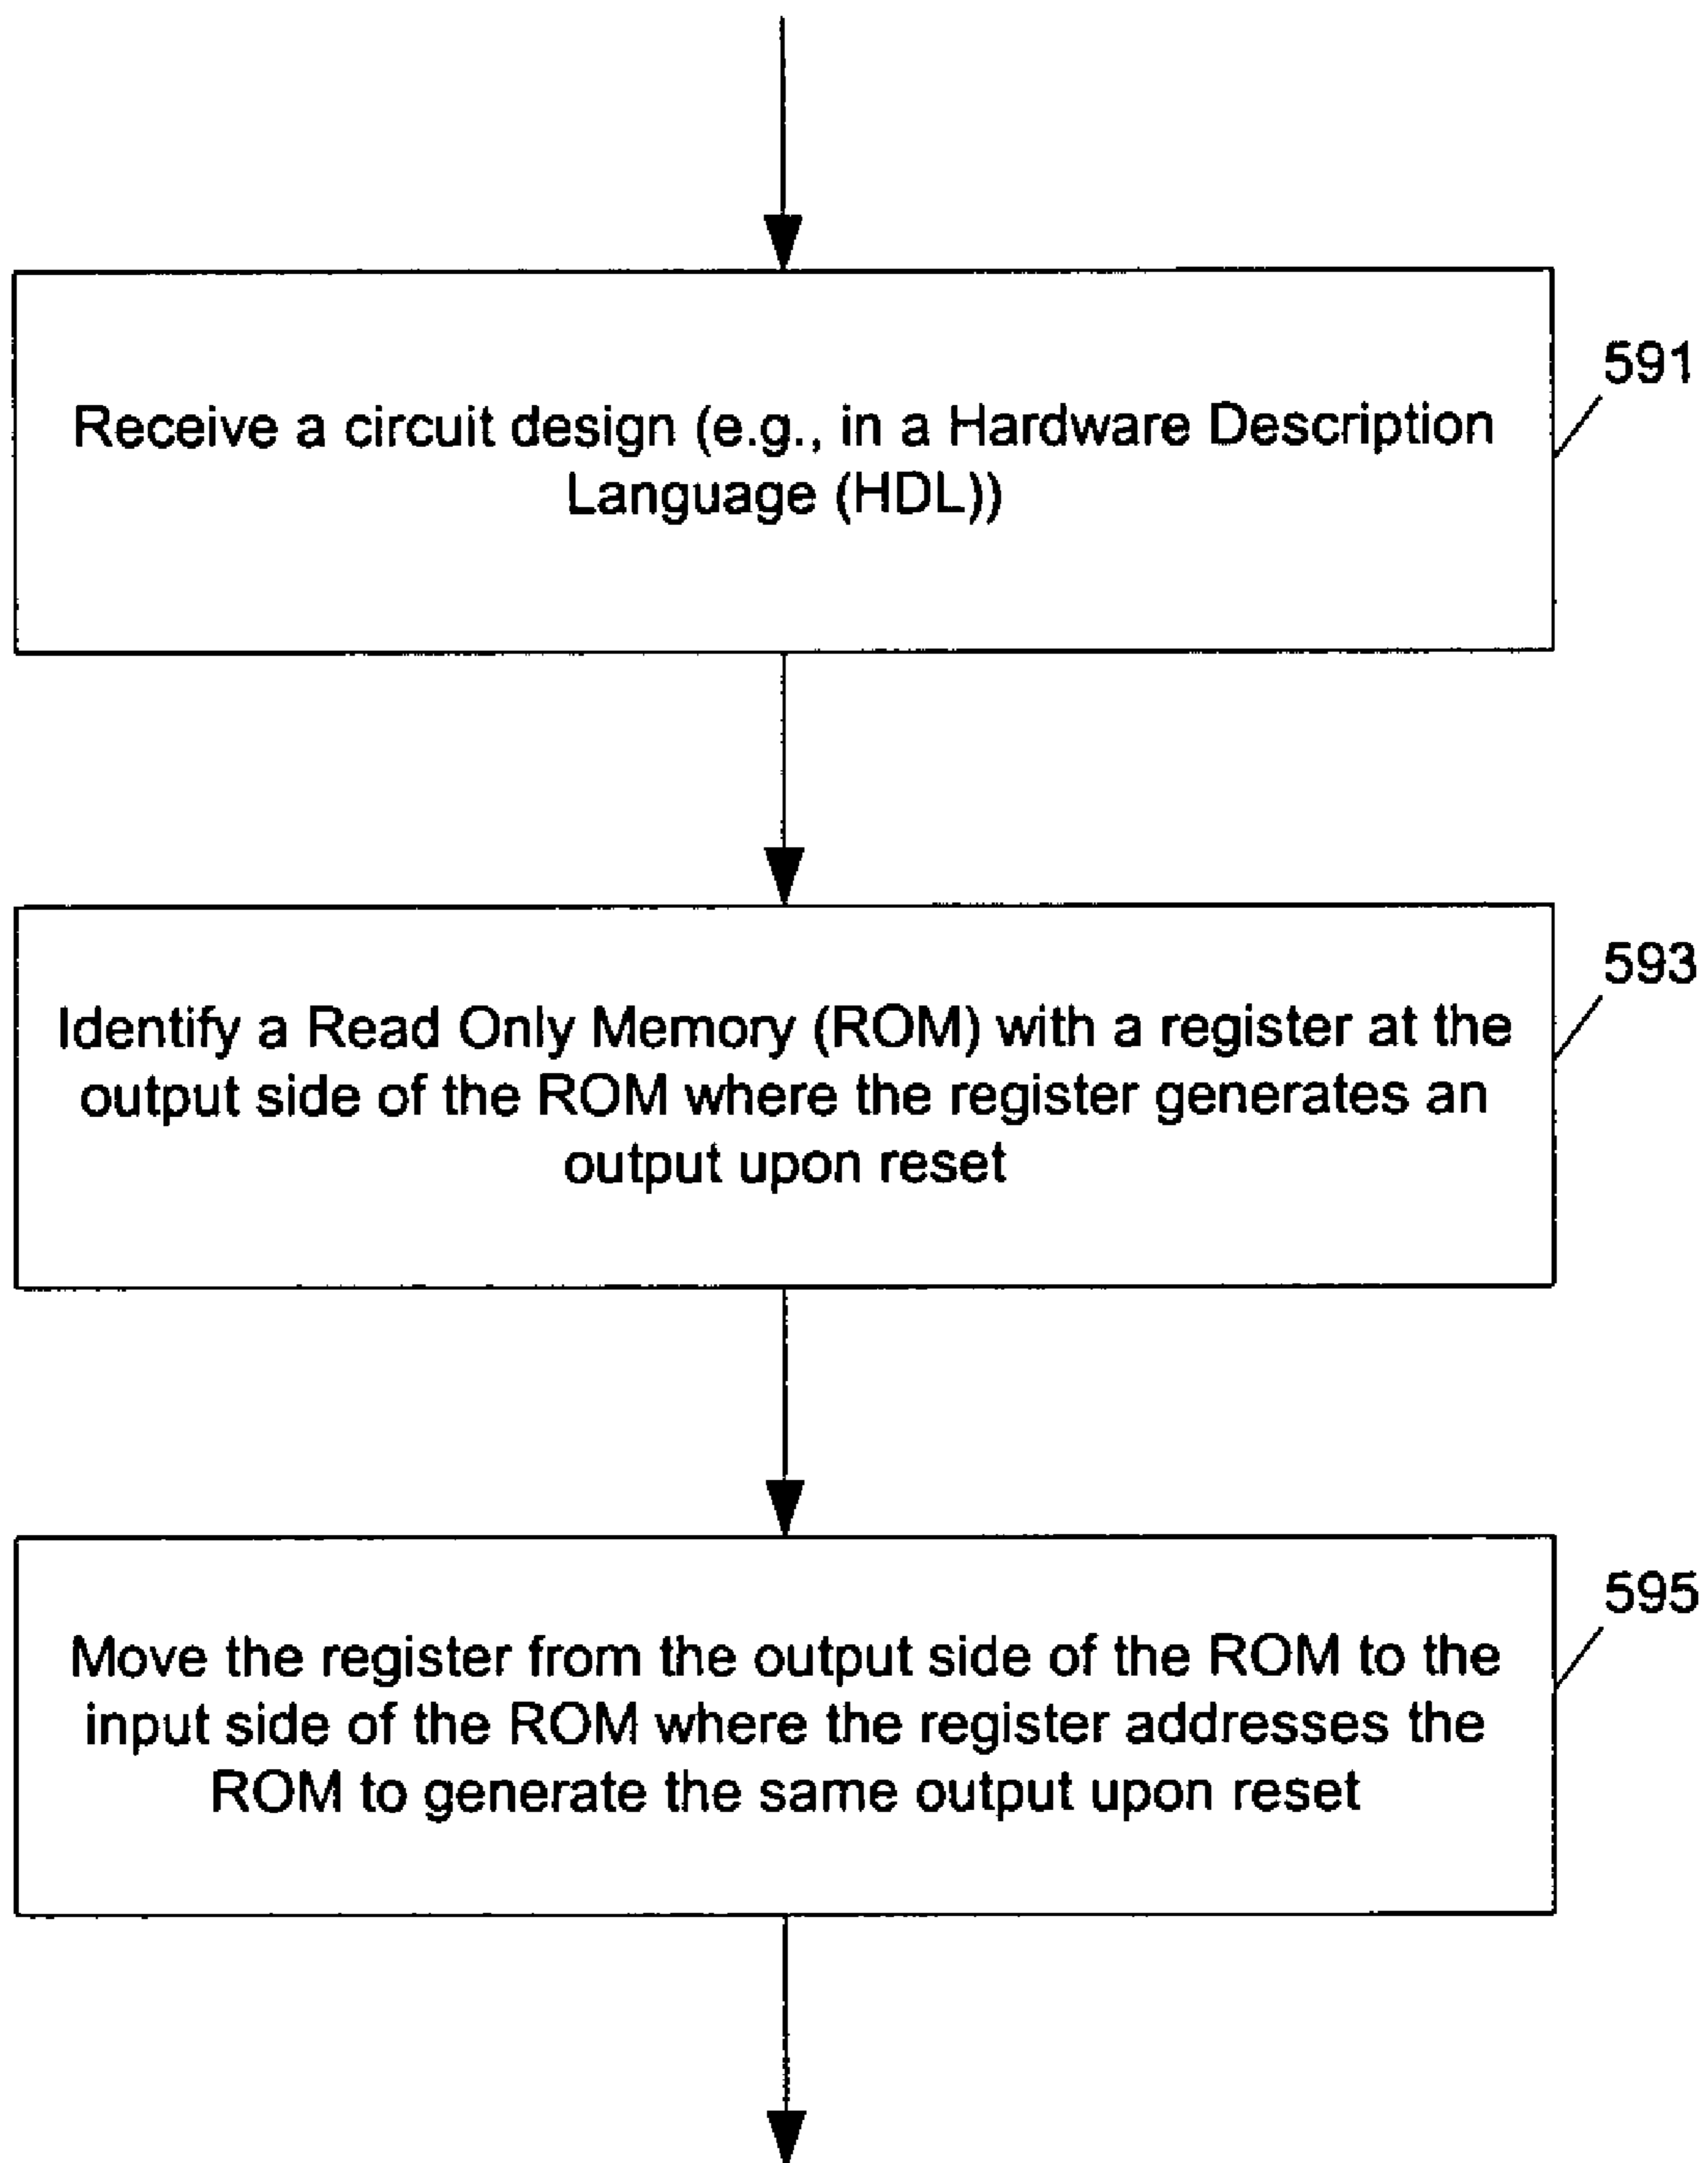 Receive a circuit design (e.g., in a Hardware Description
Language (HDL))
591
Identify a Read Only Memory (ROM) with a register at the
output side of the ROM where the register generates an
output upon reset
593
Move the register from the output side of the ROM to the
input side of the ROM where the register addresses the
ROM to generate the same output upon reset
595